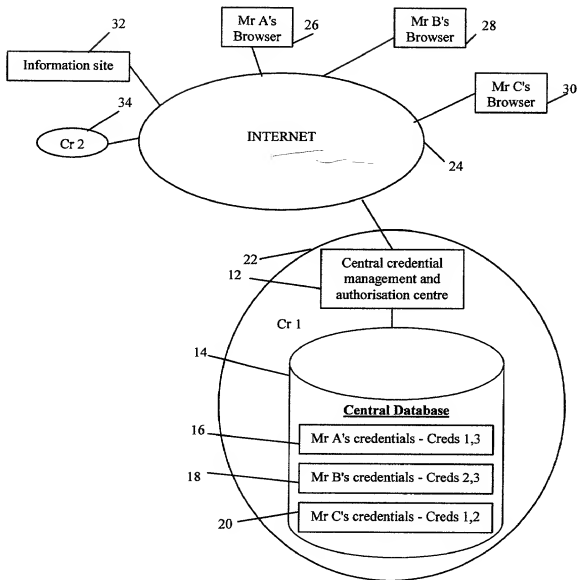 32
Mr A's
Browser
26
Mr B's
Browser
28
Information site
34
Mr C's
Browser
30
Cr 2
INTERNET
24
22
12
Central credential
management and
authorisation centre
Cr 1
14
Central Database
16
Mr A's credentials - Creds 1,3
18
Mr B's credentials - Creds 2,3
20
Mr C's credentials - Creds 1,2